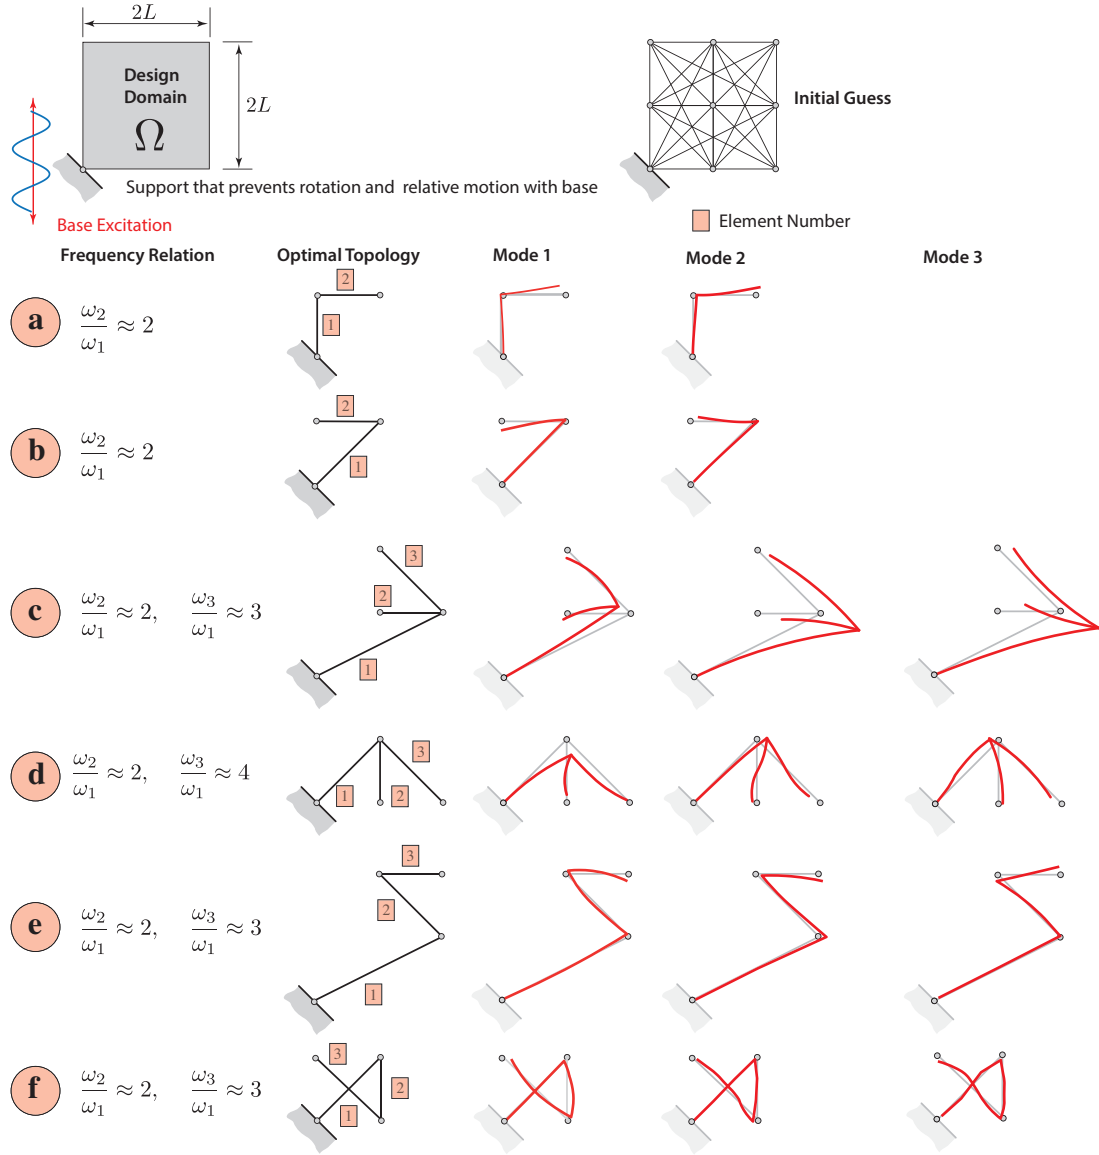 2L
Design
Domain
Ω
2L
Initial Guess
Support that prevents rotation and relative motion with base
Base Excitation
Element Number
Frequency Relation
Optimal Topology
Mode 1
Mode 2
Mode 3
a
ω₂/ω₁ ≈ 2
2
1
b
ω₂/ω₁ ≈ 2
2
1
c
ω₂/ω₁ ≈ 2, ω₃/ω₁ ≈ 3
3
2
1
d
ω₂/ω₁ ≈ 2, ω₃/ω₁ ≈ 4
3
1
2
e
ω₂/ω₁ ≈ 2, ω₃/ω₁ ≈ 3
3
2
1
f
ω₂/ω₁ ≈ 2, ω₃/ω₁ ≈ 3
3
2
1